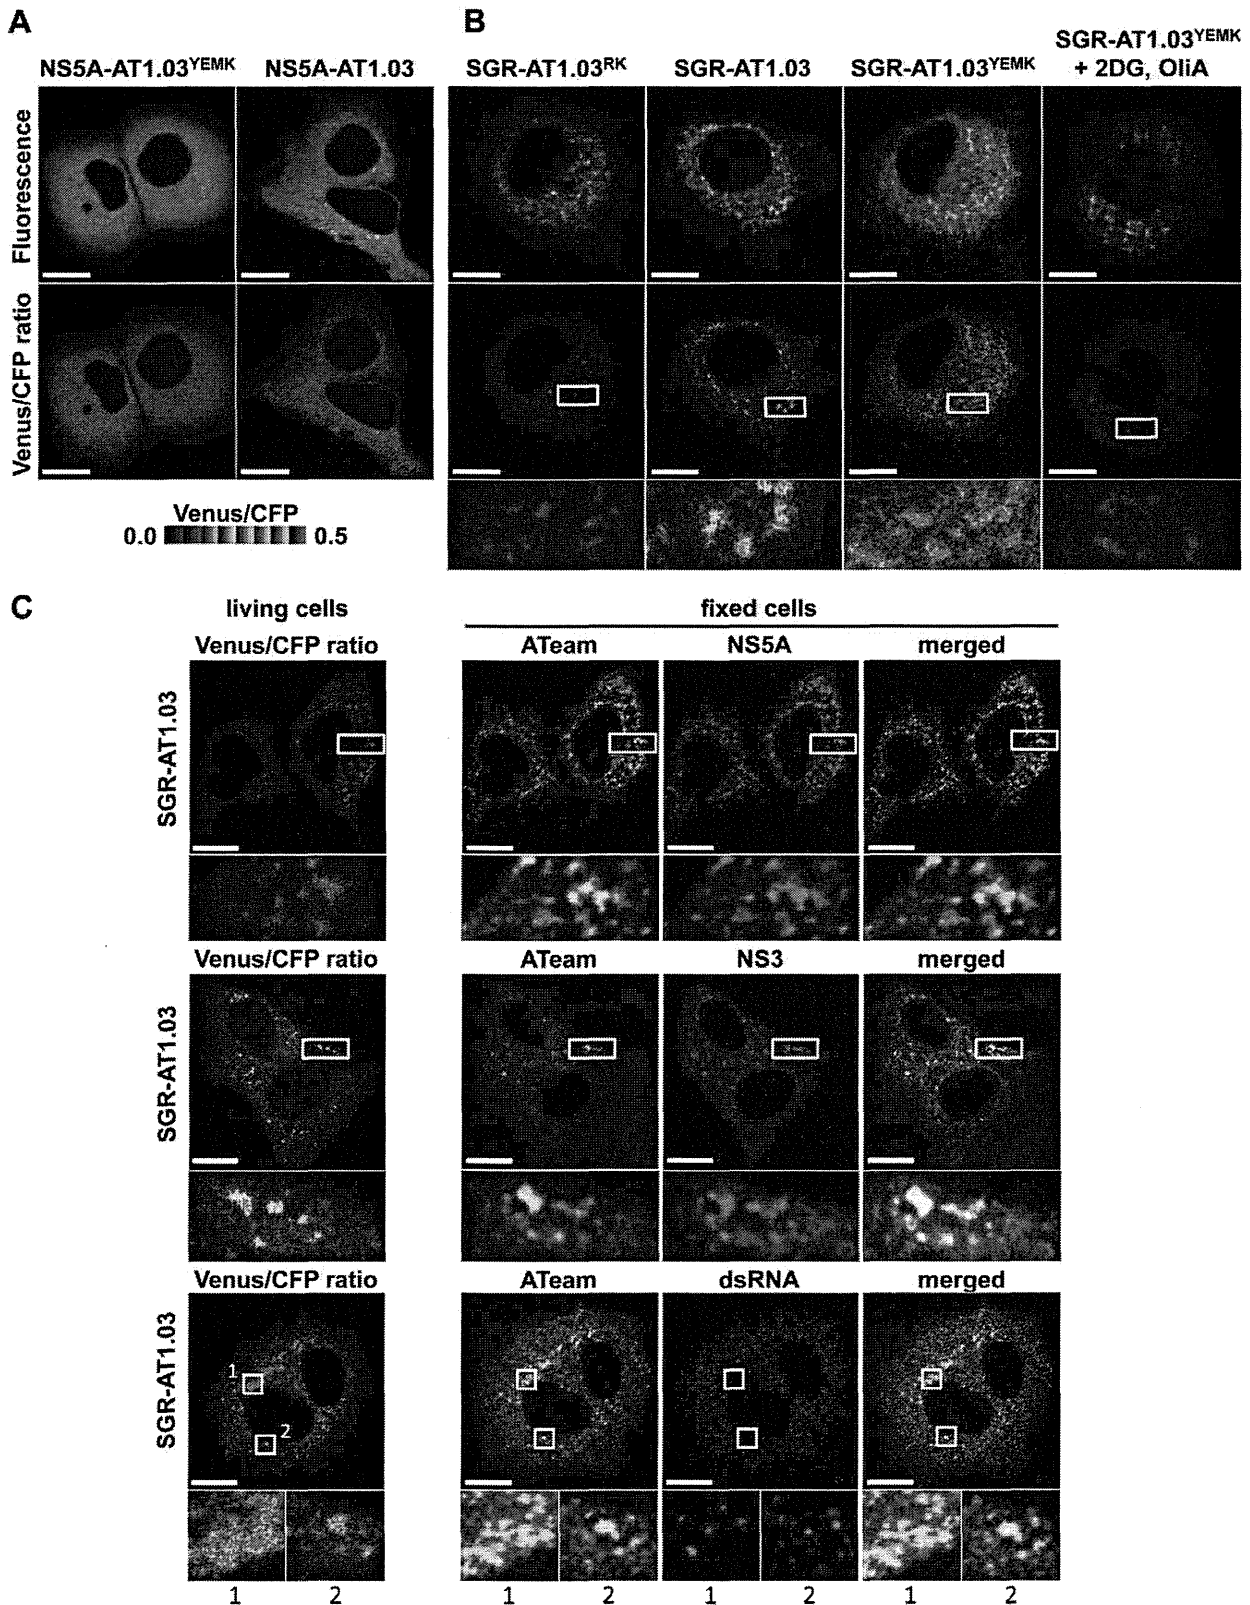 A
B
NS5A-AT1.03YEMK
NS5A-AT1.03
SGR-AT1.03RK
SGR-AT1.03
SGR-AT1.03YEMK
SGR-AT1.03YEMK
+ 2DG, OliA
Fluorescence
Venus/CFP ratio
Venus/CFP
0.0
0.5
C
living cells
fixed cells
Venus/CFP ratio
ATeam
NS5A
merged
SGR-AT1.03
Venus/CFP ratio
ATeam
NS3
merged
SGR-AT1.03
Venus/CFP ratio
ATeam
dsRNA
merged
SGR-AT1.03
1
2
1
2
1
2
1
2
1
2